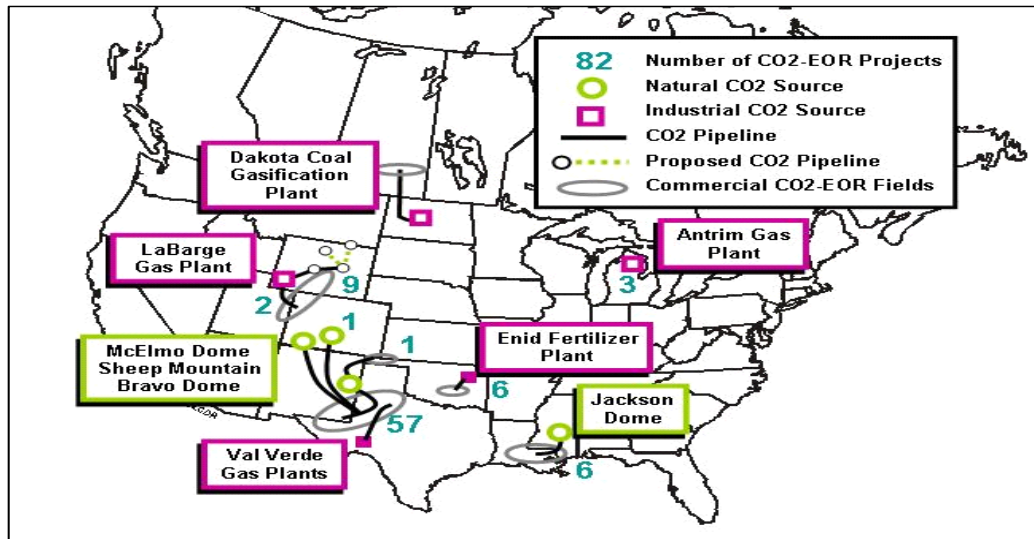 82 Number of CO2-EOR Projects
Natural CO2 Source
Industrial CO2 Source
CO2 Pipeline
Proposed CO2 Pipeline
Commercial CO2-EOR Fields
Dakota Coal
Gasification
Plant
Antrim Gas
Plant
3
LaBarge
Gas Plant
9
2
1
McElmo Dome
Sheep Mountain
Bravo Dome
1
Enid Fertilizer
Plant
6
Jackson
Dome
57
Val Verde
Gas Plants
6